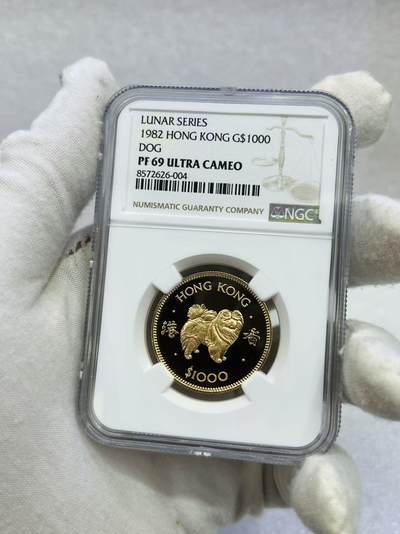 LUNAR SERIES
1982 HONG KONG G$1000
DOG
PF 69 ULTRA CAMEO
8572626-004
NUMISMATIC GUARANTY COMPANY NGC
HONG KONG
港 狗
$1000